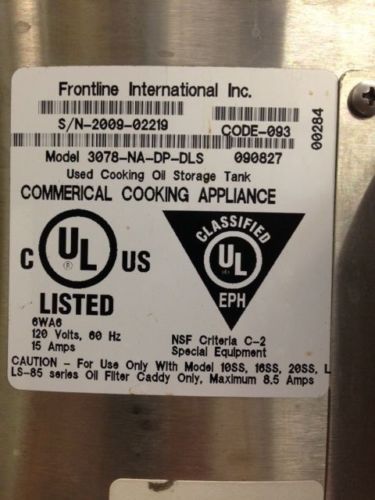 Frontline International Inc.
S/N-2009-02219
CODE-093
00284
Model 3078-NA-DP-DLS 090827
Used Cooking Oil Storage Tank
COMMERICAL COOKING APPLIANCE
C UL US
®
LISTED
6WA6
120 Volts, 60 Hz
15 Amps
CLASSIFIED
UL
EPH
NSF Criteria C-2
Special Equipment
CAUTION - For Use Only With Model 10SS, 16SS, 20SS, L
LS-85 series Oil Filter Caddy Only, Maximum 8.5 Amps